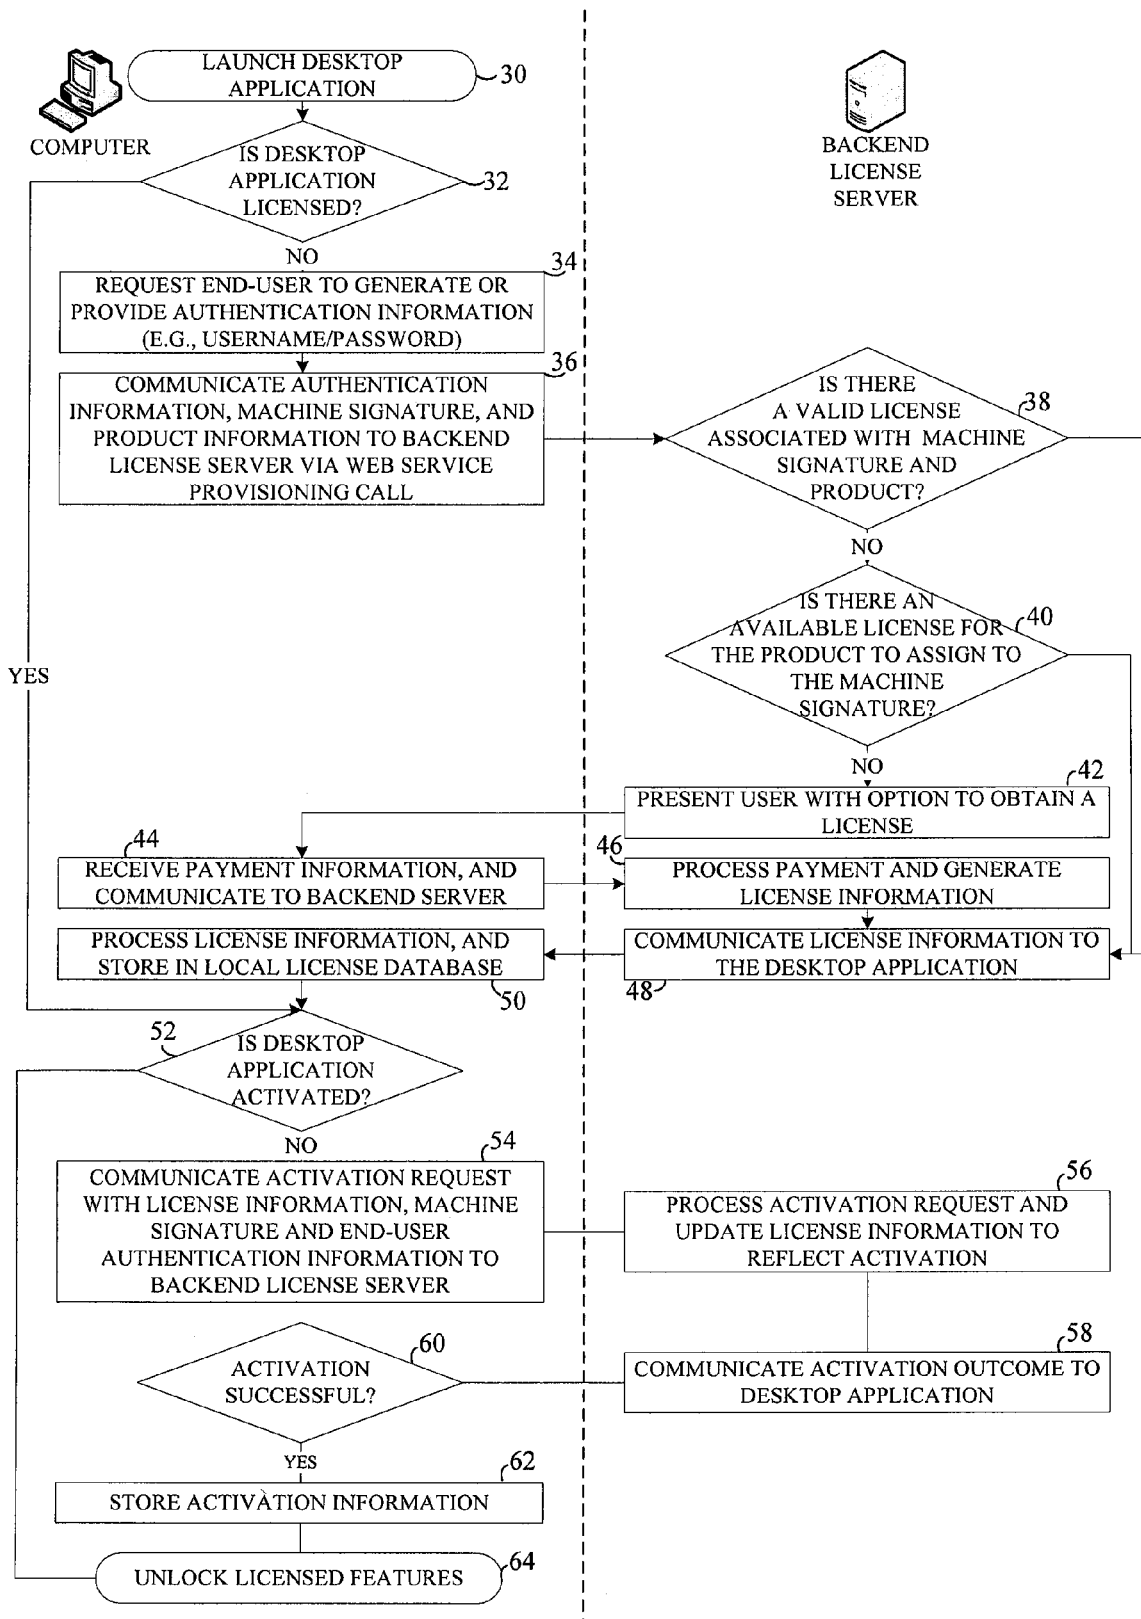 LAUNCH DESKTOP
APPLICATION
30
COMPUTER
BACKEND
LICENSE
SERVER
IS DESKTOP
APPLICATION
LICENSED?
32
NO
34
REQUEST END-USER TO GENERATE OR
PROVIDE AUTHENTICATION INFORMATION
(E.G., USERNAME/PASSWORD)
36
COMMUNICATE AUTHENTICATION
INFORMATION, MACHINE SIGNATURE, AND
PRODUCT INFORMATION TO BACKEND
LICENSE SERVER VIA WEB SERVICE
PROVISIONING CALL
IS THERE
A VALID LICENSE
ASSOCIATED WITH MACHINE
SIGNATURE AND
PRODUCT?
38
NO
IS THERE AN
AVAILABLE LICENSE FOR
THE PRODUCT TO ASSIGN TO
THE MACHINE
SIGNATURE?
40
YES
NO
42
PRESENT USER WITH OPTION TO OBTAIN A
LICENSE
44
RECEIVE PAYMENT INFORMATION, AND
COMMUNICATE TO BACKEND SERVER
46
PROCESS PAYMENT AND GENERATE
LICENSE INFORMATION
COMMUNICATE LICENSE INFORMATION TO
THE DESKTOP APPLICATION
48
PROCESS LICENSE INFORMATION, AND
STORE IN LOCAL LICENSE DATABASE
50
52
IS DESKTOP
APPLICATION
ACTIVATED?
NO
54
COMMUNICATE ACTIVATION REQUEST
WITH LICENSE INFORMATION, MACHINE
SIGNATURE AND END-USER
AUTHENTICATION INFORMATION TO
BACKEND LICENSE SERVER
56
PROCESS ACTIVATION REQUEST AND
UPDATE LICENSE INFORMATION TO
REFLECT ACTIVATION
58
COMMUNICATE ACTIVATION OUTCOME TO
DESKTOP APPLICATION
60
ACTIVATION
SUCCESSFUL?
YES
62
STORE ACTIVATION INFORMATION
UNLOCK LICENSED FEATURES
64